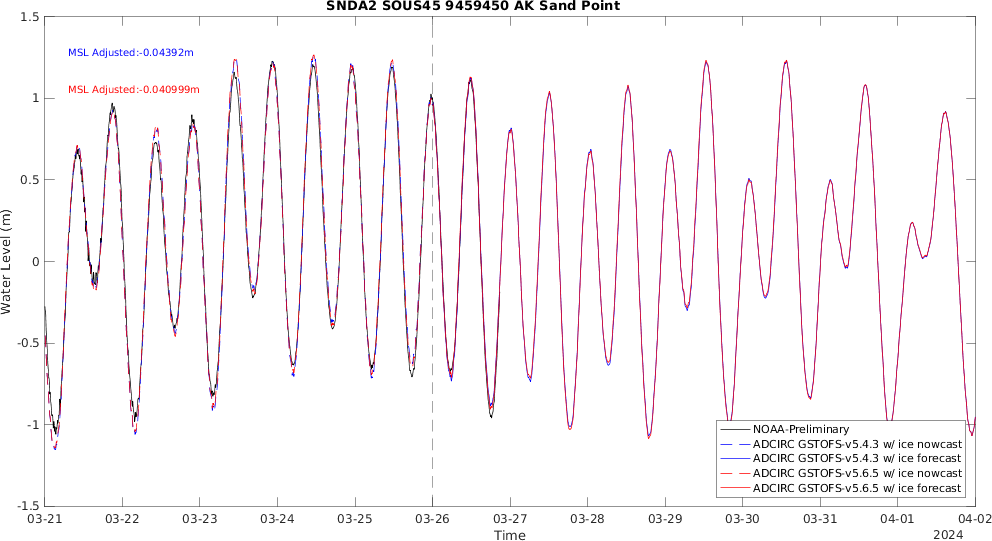 SNDA2 SOUS45 9459450 AK Sand Point
MSL Adjusted:-0.04392m
MSL Adjusted:-0.040999m
Water Level (m)
1.5
1
0.5
0
-0.5
-1
-1.5
NOAA-Preliminary
ADCIRC GSTOFS-v5.4.3 w/ ice nowcast
ADCIRC GSTOFS-v5.4.3 w/ ice forecast
ADCIRC GSTOFS-v5.6.5 w/ ice nowcast
ADCIRC GSTOFS-v5.6.5 w/ ice forecast
03-21 03-22 03-23 03-24 03-25 03-26 03-27 03-28 03-29 03-30 03-31 04-01 04-02
Time
2024